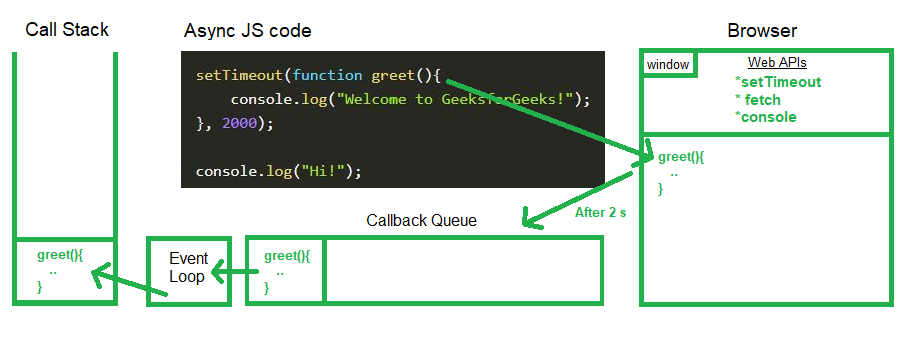 Call Stack
Async JS code
Browser
setTimeout(function greet(){
console.log("Welcome to GeeksforGeeks!");
}, 2000);
console.log("Hi!");
window
Web APIs
*setTimeout
* fetch
*console
greet(){
..
}
After 2 s
Callback Queue
greet(){
..
}
Event
Loop
greet(){
..
}